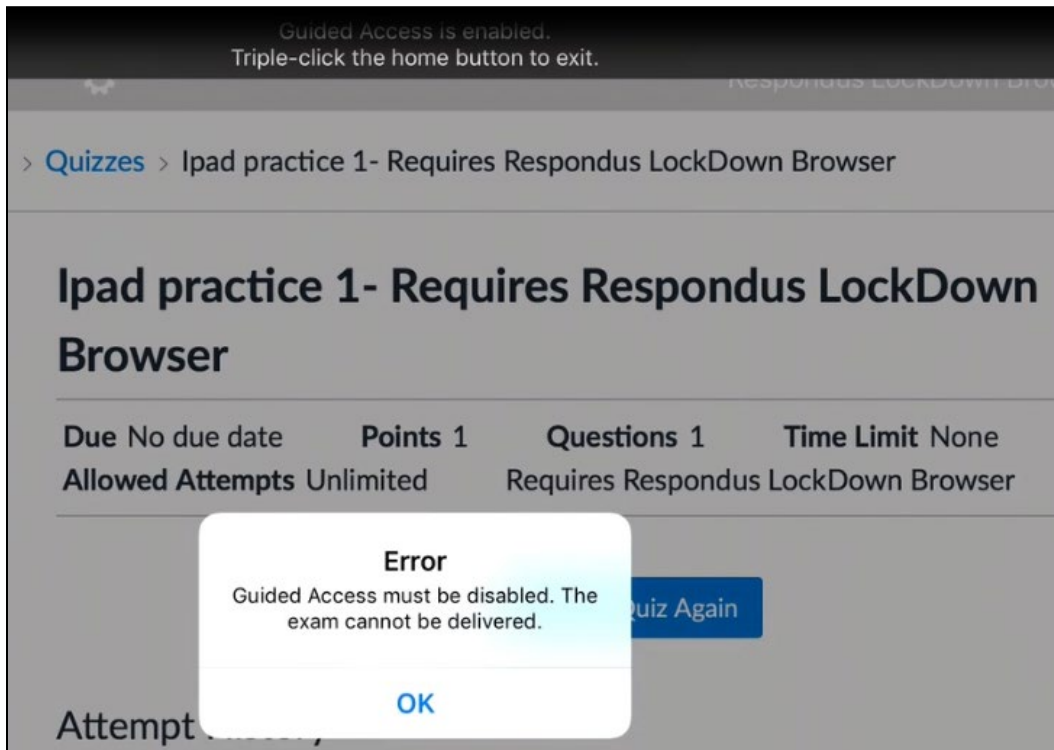 Guided Access is enabled.
Triple-click the home button to exit.
Respondus LockDown
> Quizzes > Ipad practice 1- Requires Respondus LockDown Browser
Ipad practice 1- Requires Respondus LockDown
Browser
Due No due date Points 1 Questions 1 Time Limit None
Allowed Attempts Unlimited Requires Respondus LockDown Browser
Error
Guided Access must be disabled. The
exam cannot be delivered.
Quiz Again
OK
Attempt